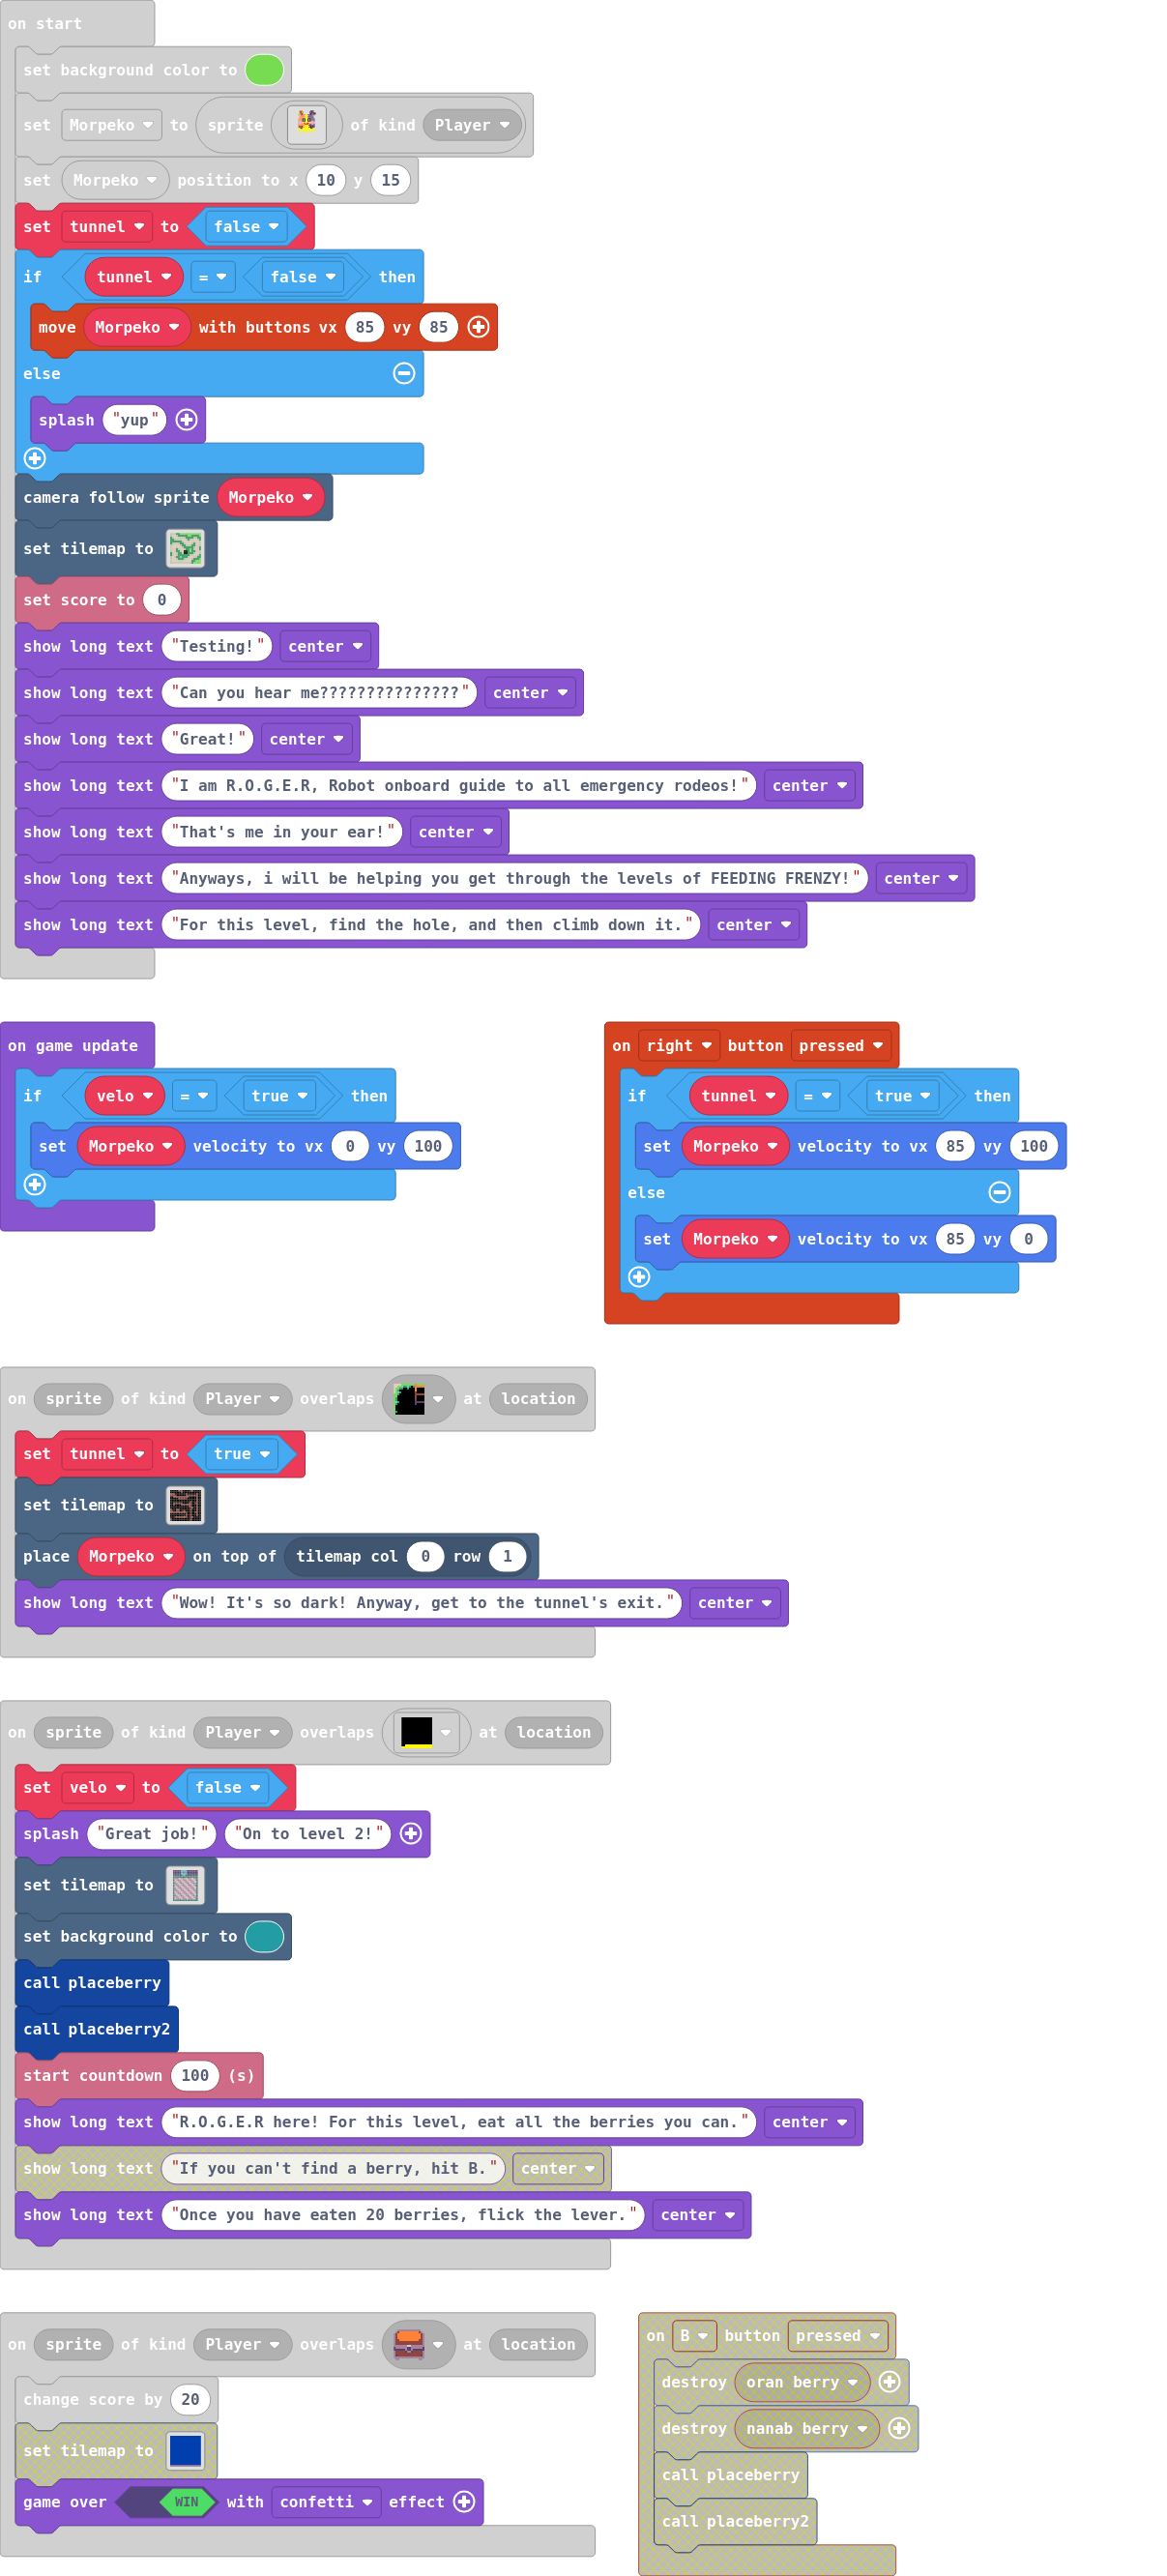 on start
set background color to
set Morpeko to sprite of kind Player
set Morpeko position to x 10 y 15
set tunnel to false
if tunnel = false then
move Morpeko with buttons vx 85 vy 85
else
splash "yup"
camera follow sprite Morpeko
set tilemap to
set score to 0
show long text "Testing!" center
show long text "Can you hear me???????????????" center
show long text "Great!" center
show long text "I am R.O.G.E.R, Robot onboard guide to all emergency rodeos!" center
show long text "That's me in your ear!" center
show long text "Anyways, i will be helping you get through the levels of FEEDING FRENZY!" center
show long text "For this level, find the hole, and then climb down it." center
on game update
if velo = true then
set Morpeko velocity to vx 0 vy 100
on right button pressed
if tunnel = true then
set Morpeko velocity to vx 85 vy 100
else
set Morpeko velocity to vx 85 vy 0
on sprite of kind Player overlaps at location
set tunnel to true
set tilemap to
place Morpeko on top of tilemap col 0 row 1
show long text "Wow! It's so dark! Anyway, get to the tunnel's exit." center
on sprite of kind Player overlaps at location
set velo to false
splash "Great job!" "On to level 2!"
set tilemap to
set background color to
call placeberry
call placeberry2
start countdown 100 (s)
show long text "R.O.G.E.R here! For this level, eat all the berries you can." center
show long text "If you can't find a berry, hit B." center
show long text "Once you have eaten 20 berries, flick the lever." center
on sprite of kind Player overlaps at location
change score by 20
set tilemap to
game over WIN with confetti effect
on B button pressed
destroy oran berry
destroy nanab berry
call placeberry
call placeberry2